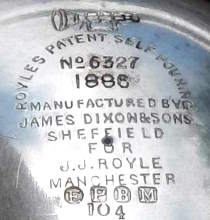 ROYLES PATENT SELF POURING
No 6327
1886
MANUFACTURED BY
JAMES DIXON & SONS
SHEFFIELD
FOR
J.J. ROYLE
MANCHESTER
E P B M
104